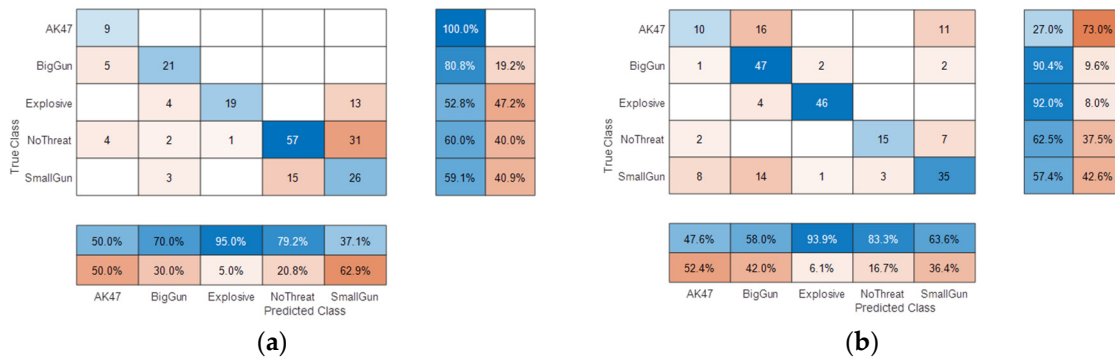 AK47 9 100.0%
BigGun 5 21 80.8% 19.2%
Explosive 4 19 13 52.8% 47.2%
NoThreat 4 2 1 57 31 60.0% 40.0%
SmallGun 3 15 26 59.1% 40.9%
True Class
50.0% 70.0% 95.0% 79.2% 37.1%
50.0% 30.0% 5.0% 20.8% 62.9%
AK47 BigGun Explosive NoThreat SmallGun
Predicted Class
(a)
AK47 10 16 11 27.0% 73.0%
BigGun 1 47 2 2 90.4% 9.6%
Explosive 4 46 92.0% 8.0%
NoThreat 2 15 7 62.5% 37.5%
SmallGun 8 14 1 3 35 57.4% 42.6%
True Class
47.6% 58.0% 93.9% 83.3% 63.6%
52.4% 42.0% 6.1% 16.7% 36.4%
AK47 BigGun Explosive NoThreat SmallGun
Predicted Class
(b)